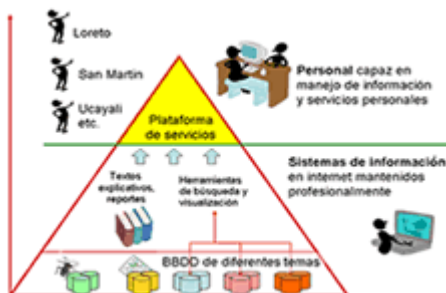 Loreto
San Martin
Ucayali
etc.
Plataforma
de servicios
Personal capaz en
manejo de información
y servicios personales
Sistemas de información
en internet mantenidos
profesionalmente
Textos
explicativos,
reportes
Herramientas
de búsqueda y
visualización
BBDD de diferentes temas